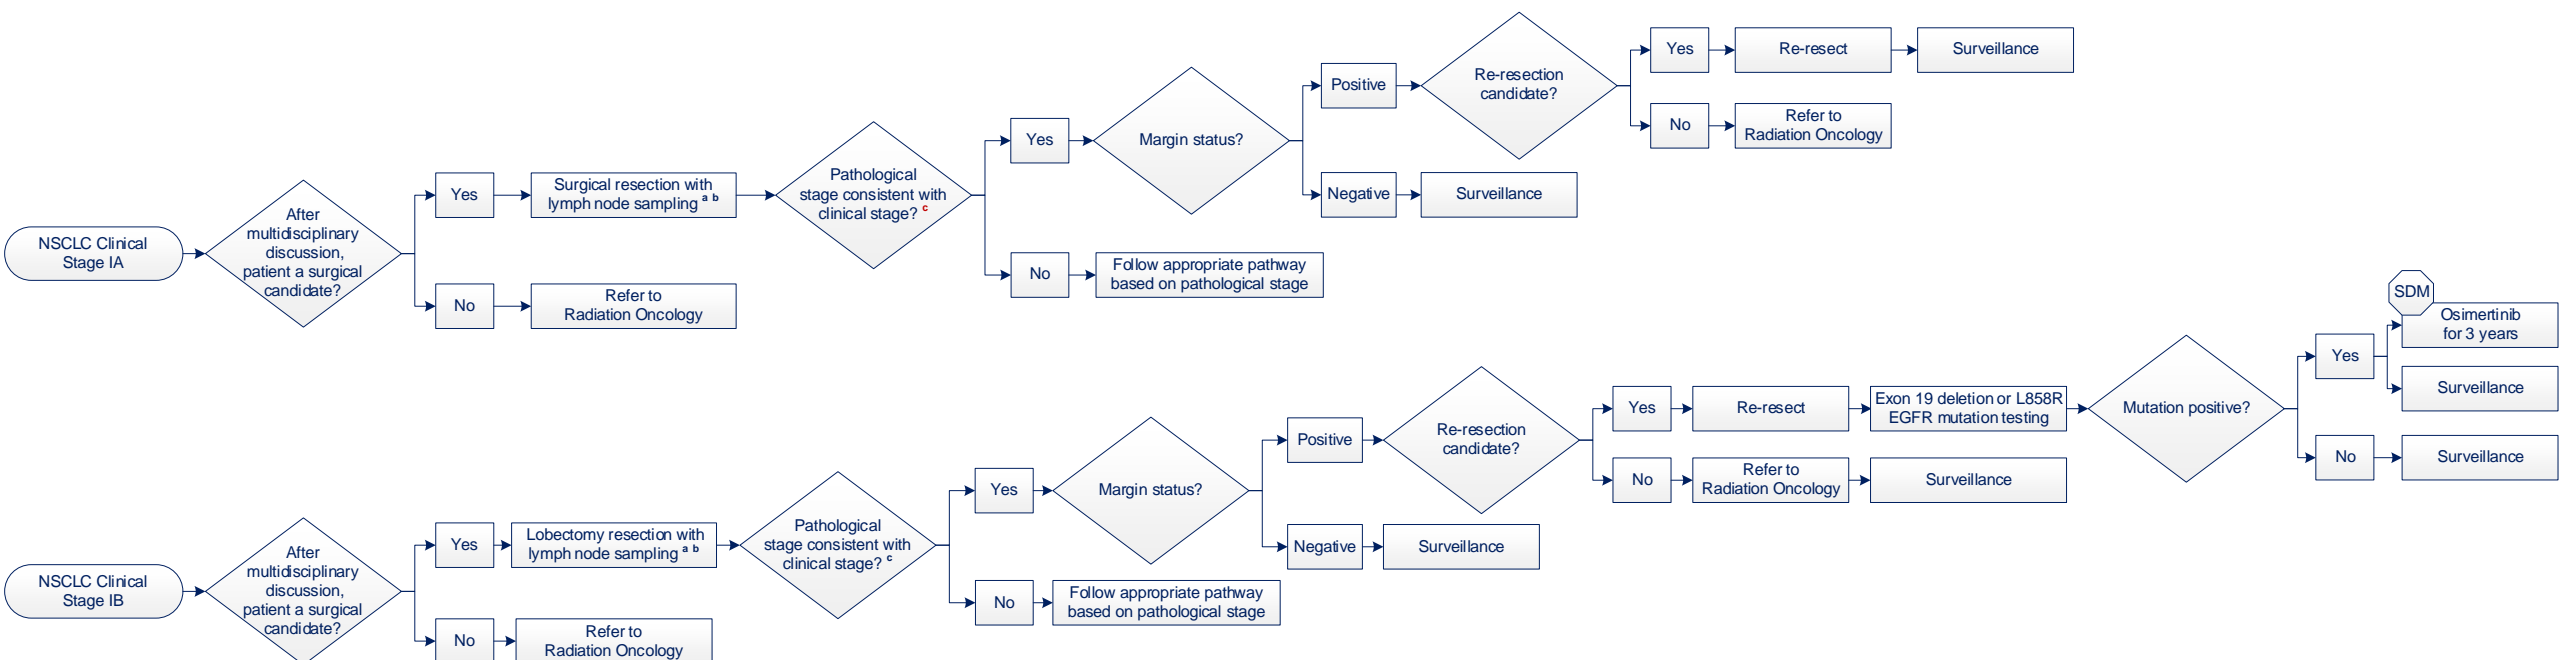 NSCLC Clinical
Stage IA
After
multidisciplinary
discussion,
patient a surgical
candidate?
Yes
Surgical resection with
lymph node sampling a b
Pathological
stage consistent with
clinical stage? c
Yes
Margin status?
Positive
Re-resection
candidate?
Yes
Re-resect
Surveillance
No
Refer to
Radiation Oncology
Negative
Surveillance
No
Follow appropriate pathway
based on pathological stage
No
Refer to
Radiation Oncology
NSCLC Clinical
Stage IB
After
multidisciplinary
discussion,
patient a surgical
candidate?
Yes
Lobectomy resection with
lymph node sampling a b
Pathological
stage consistent with
clinical stage? c
Yes
Margin status?
Positive
Re-resection
candidate?
Yes
Re-resect
Exon 19 deletion or L858R
EGFR mutation testing
Mutation positive?
Yes
SDM
Osimertinib
for 3 years
Surveillance
No
Surveillance
No
Refer to
Radiation Oncology
Surveillance
Negative
Surveillance
No
Follow appropriate pathway
based on pathological stage
No
Refer to
Radiation Oncology